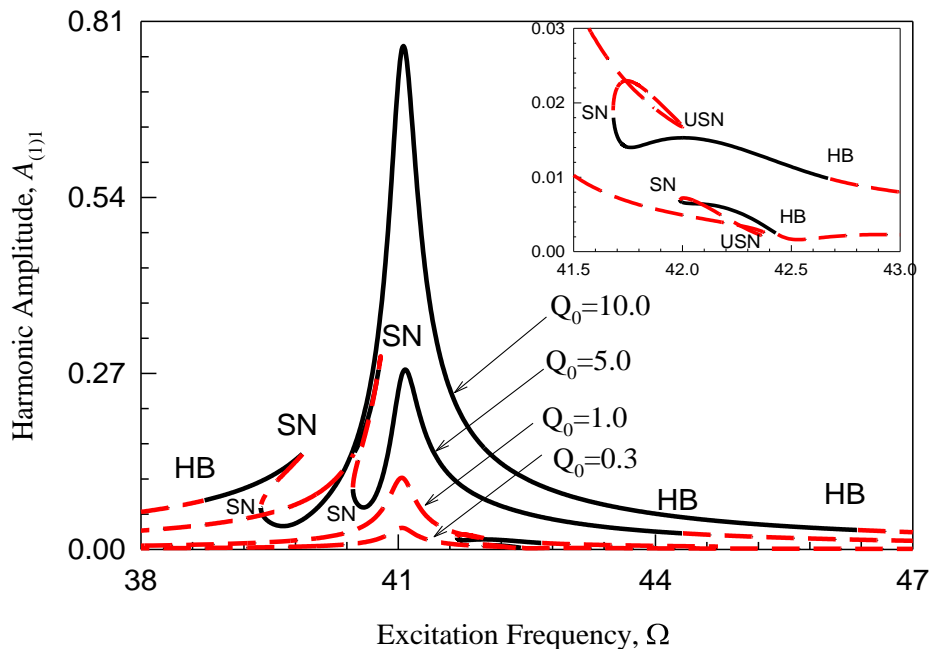 Harmonic Amplitude, A(1)1
0.81
0.54
0.27
0.00
38
41
44
47
Excitation Frequency, Ω
HB
SN
SN
SN
SN
HB
HB
Q0=10.0
Q0=5.0
Q0=1.0
Q0=0.3
0.03
0.02
0.01
0.00
41.5
42.0
42.5
43.0
SN
USN
HB
SN
HB
USN